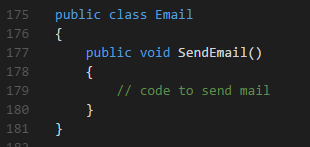 175 public class Email
176 {
177     public void SendEmail()
178     {
179         // code to send mail
180     }
181 }